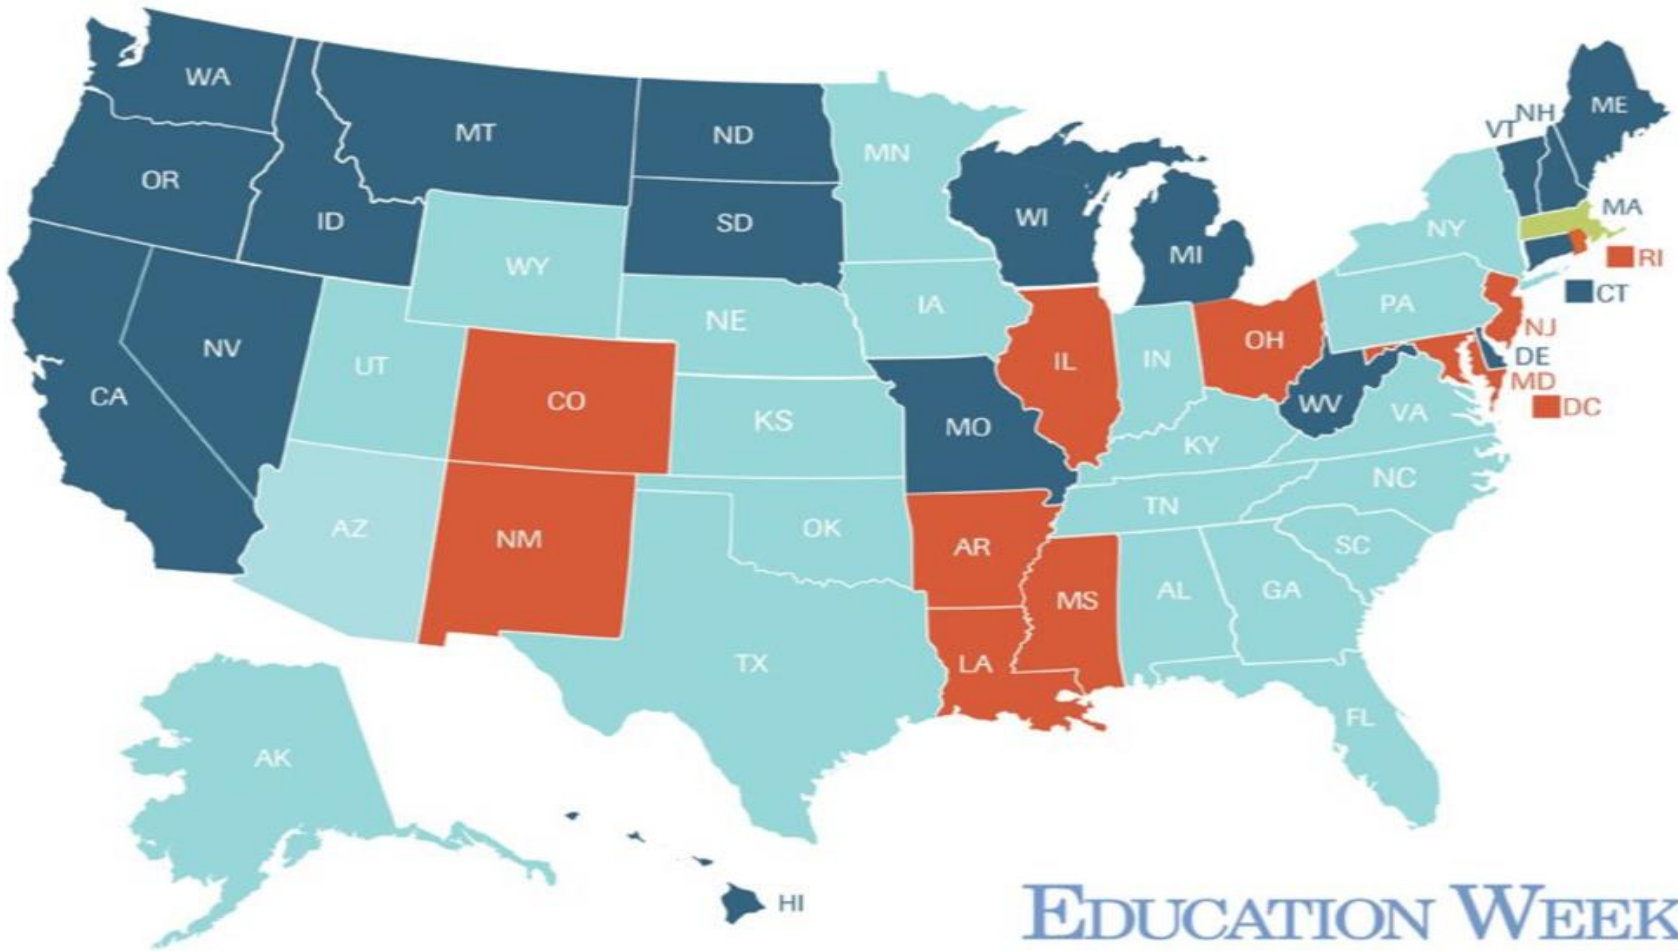 WA
MT
ND
MN
OR
ID
SD
WI
MI
NH
VT
ME
MA
NY
RI
CT
WY
IA
NE
PA
NJ
DE
MD
DC
NV
UT
CO
IL
IN
OH
WV
VA
CA
KS
MO
KY
NC
TN
AZ
NM
OK
AR
SC
MS
AL
GA
TX
LA
FL
AK
HI
EDUCATION WEEK